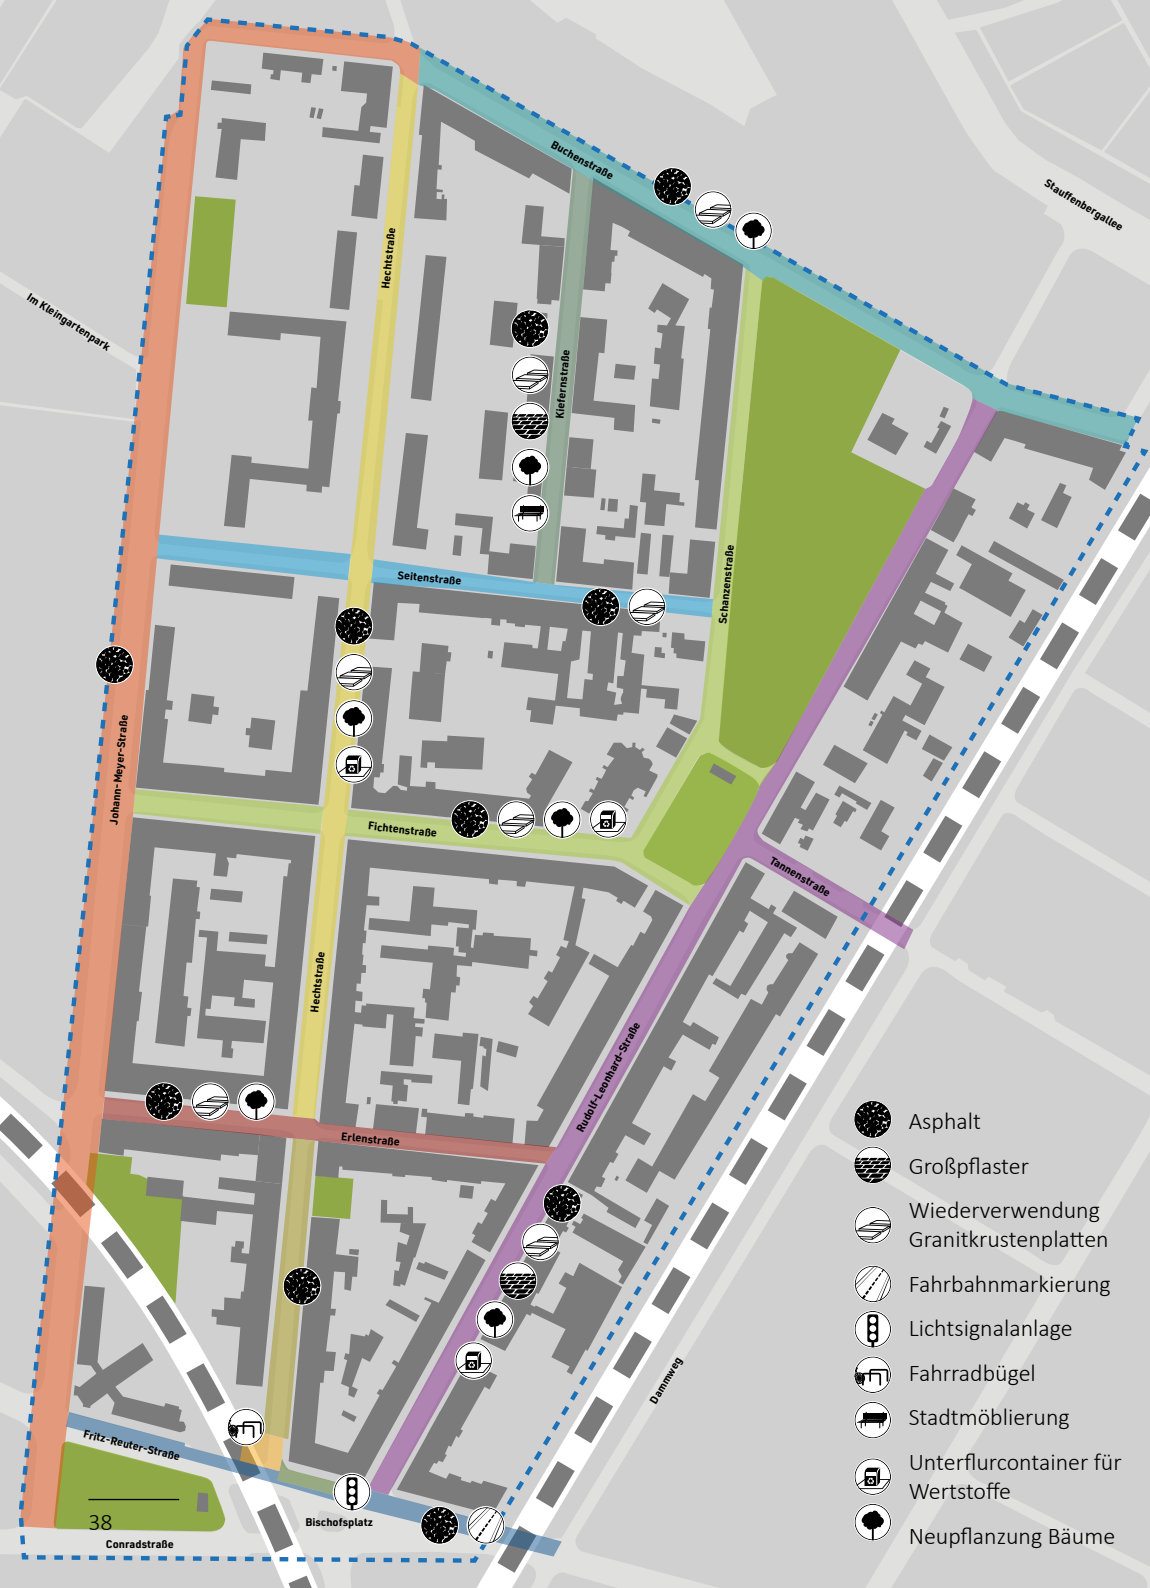 Buchenstraße
Stauffenbergallee
Hechtstraße
Im Kleingartenpark
Kiefernstraße
Schanzenstraße
Seitenstraße
Johann-Meyer-Straße
Fichtenstraße
Tannenstraße
Hechtstraße
Rudolf-Leonhard-Straße
Erlenstraße
Dammweg
Fritz-Reuter-Straße
Bischofsplatz
38
Conradstraße
Asphalt
Großpflaster
Wiederverwendung
Granitkrustenplatten
Fahrbahnmarkierung
Lichtsignalanlage
Fahrradbügel
Stadtmöblierung
Unterflurcontainer für
Wertstoffe
Neupflanzung Bäume